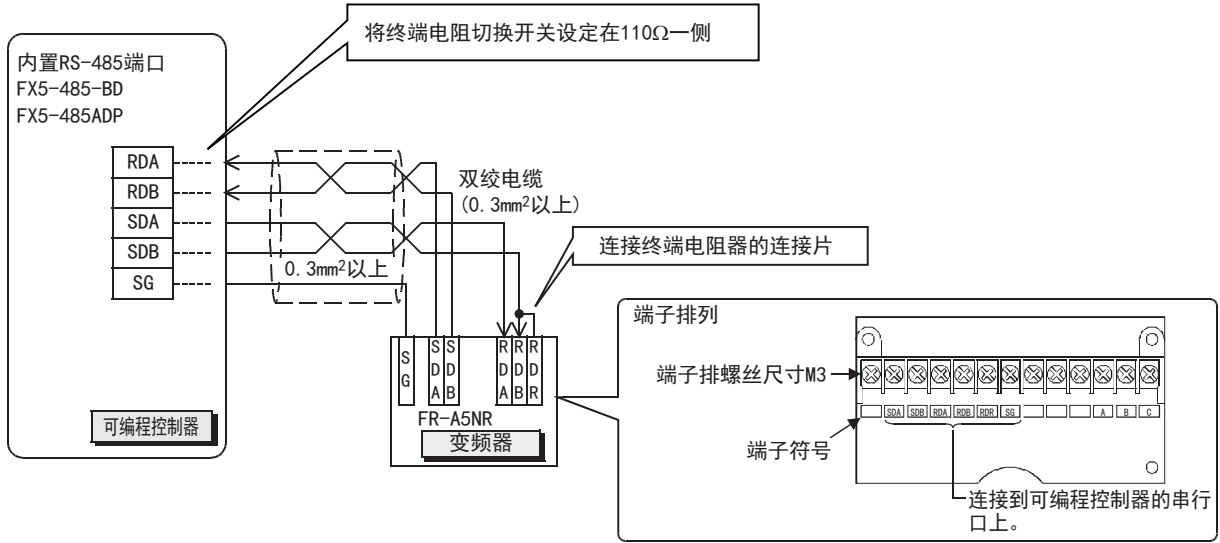 将终端电阻切换开关设定在110Ω一侧
内置RS-485端口
FX5-485-BD
FX5-485ADP
RDA
RDB
SDA
SDB
SG
可编程控制器
双绞电缆
(0.3mm²以上)
0.3mm²以上
连接终端电阻器的连接片
SG
SDA
SDB
RDA
RDB
RDR
FR-A5NR
变频器
端子排列
端子排螺丝尺寸M3
SDA SDB RDA RDB RDR SG A B C
端子符号
连接到可编程控制器的串行
口上。